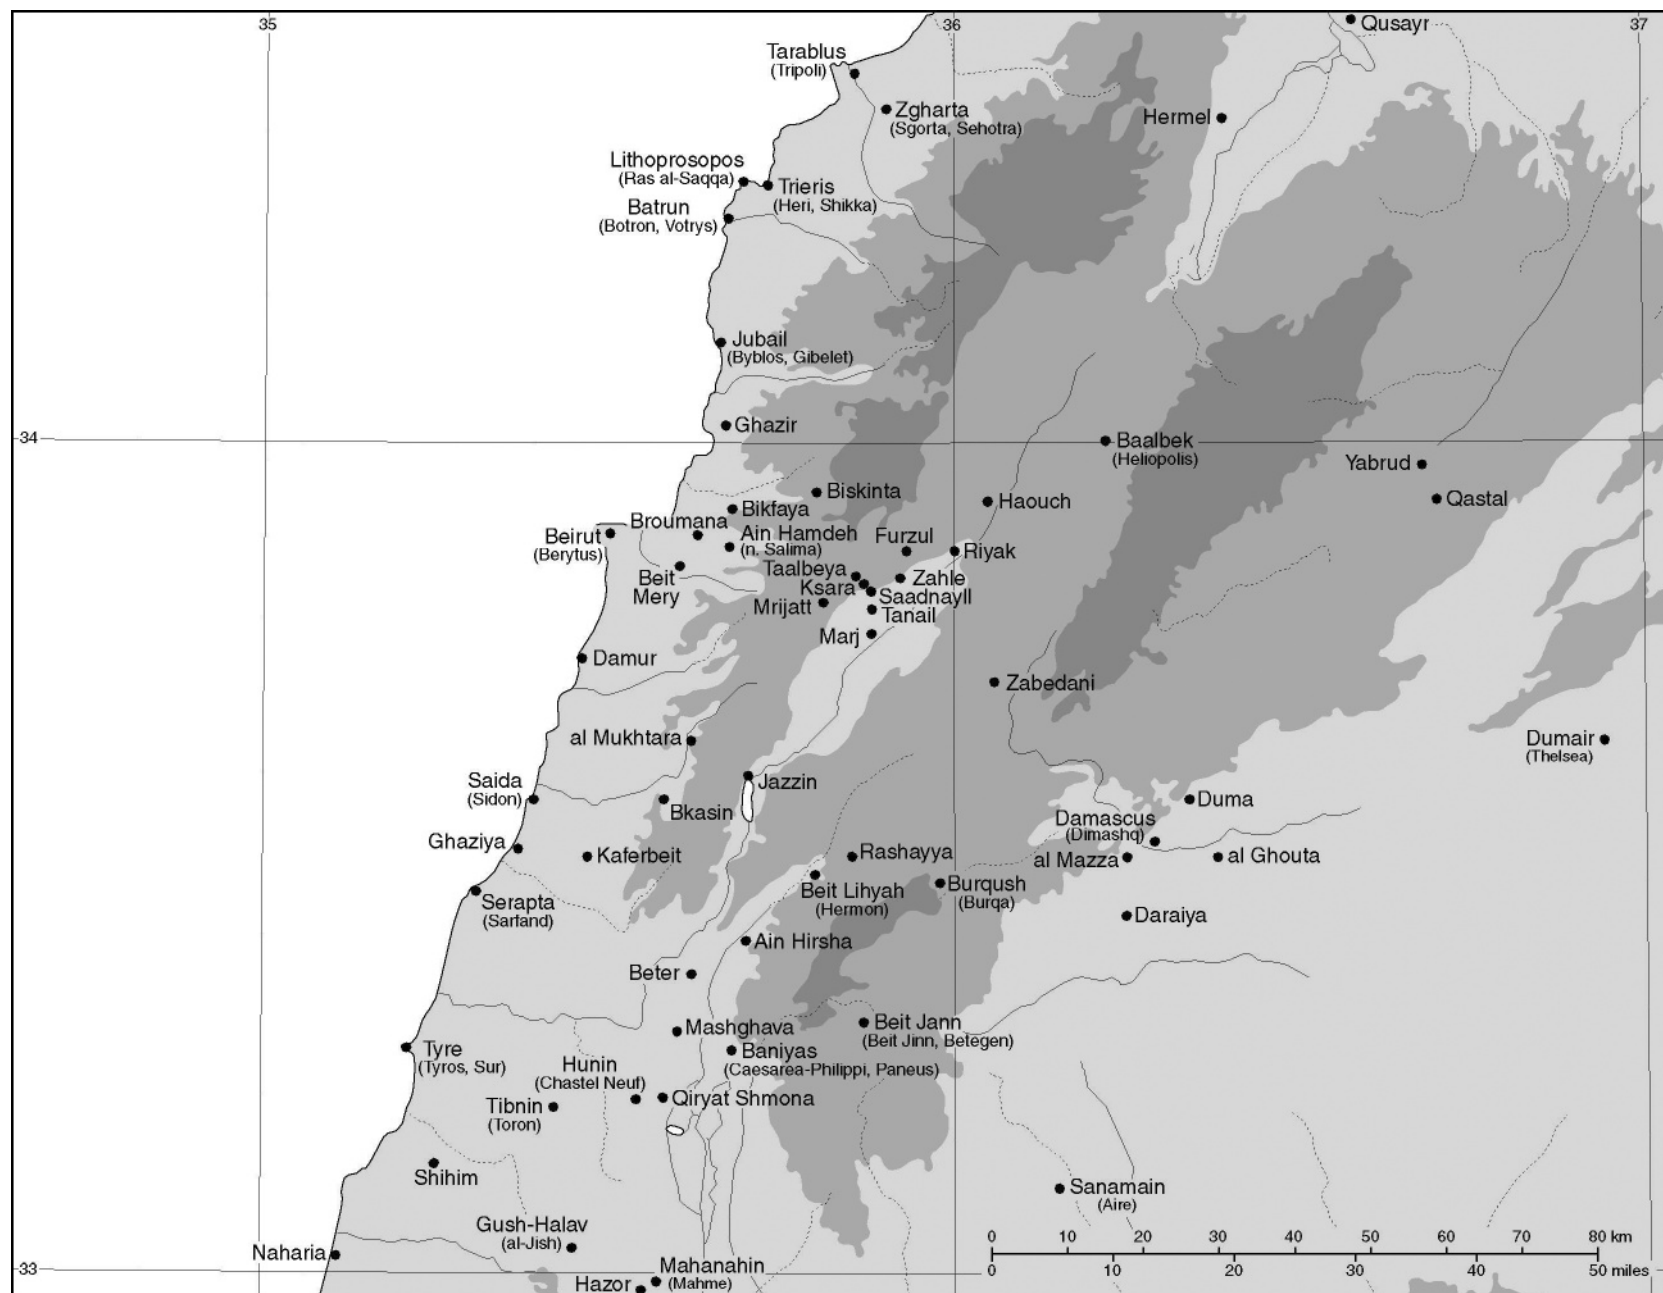 35
36
37
Qusayr
Tarablus
(Tripoli)
Zgharta
(Sgorta, Sehotra)
Hermel
Lithoprosopos
(Ras al-Saqqa)
Trieris
(Heri, Shikka)
Batrun
(Botron, Votrys)
Jubail
(Byblos, Gibelet)
Ghazir
34
Baalbek
(Heliopolis)
Yabrud
Qastal
Biskinta
Haouch
Bikfaya
Broumana
Beirut
(Berytus)
Ain Hamdeh
(n. Salima)
Furzul
Riyak
Beit
Mery
Taalbeya
Zahle
Ksara
Saadnayll
Mrijatt
Tanail
Marj
Damur
Zabedani
al Mukhtara
Dumair
(Thelsea)
Jazzin
Saida
(Sidon)
Bkasin
Duma
Damascus
(Dimashq)
Ghaziya
Kaferbeit
Rashayya
al Mazza
al Ghouta
Beit Lihyah
(Hermon)
Burqush
(Burqa)
Serapta
(Sarfand)
Daraiya
Ain Hirsha
Beter
Mashghava
Beit Jann
(Beit Jinn, Betegen)
Tyre
(Tyros, Sur)
Baniyas
(Caesarea-Philippi, Paneus)
Hunin
(Chastel Neuf)
Qiryat Shmona
Tibnin
(Toron)
Shihim
Sanamain
(Aire)
Gush-Halav
(al-Jish)
Naharia
33
Mahanahin
(Mahme)
Hazor
0 10 20 30 40 50 60 70 80 km
0 10 20 30 40 50 miles